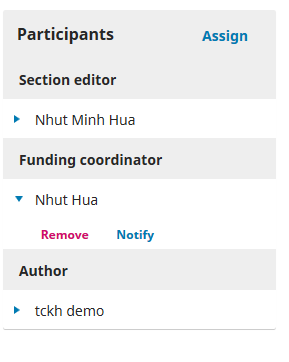 Participants Assign
Section editor
Nhut Minh Hua
Funding coordinator
Nhut Hua
Remove Notify
Author
tckh demo